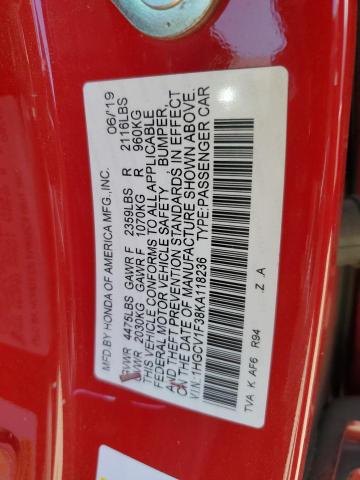 MFD.BY HONDA OF AMERICA MFG.,INC. 06/19
GVWR 4475LBS GAWR F 2359LBS R 2116LBS
GVWR 2030KG GAWR F 1070KG R 960KG
THIS VEHICLE CONFORMS TO ALL APPLICABLE
FEDERAL MOTOR VEHICLE SAFETY , BUMPER,
AND THEFT PREVENTION STANDARDS IN EFFECT
ON THE DATE OF MANUFACTURE SHOWN ABOVE.
V.I.N. 1HGCV1F38KA118236 TYPE:PASSENGER CAR
TVA K AF6 R94 .Z .A